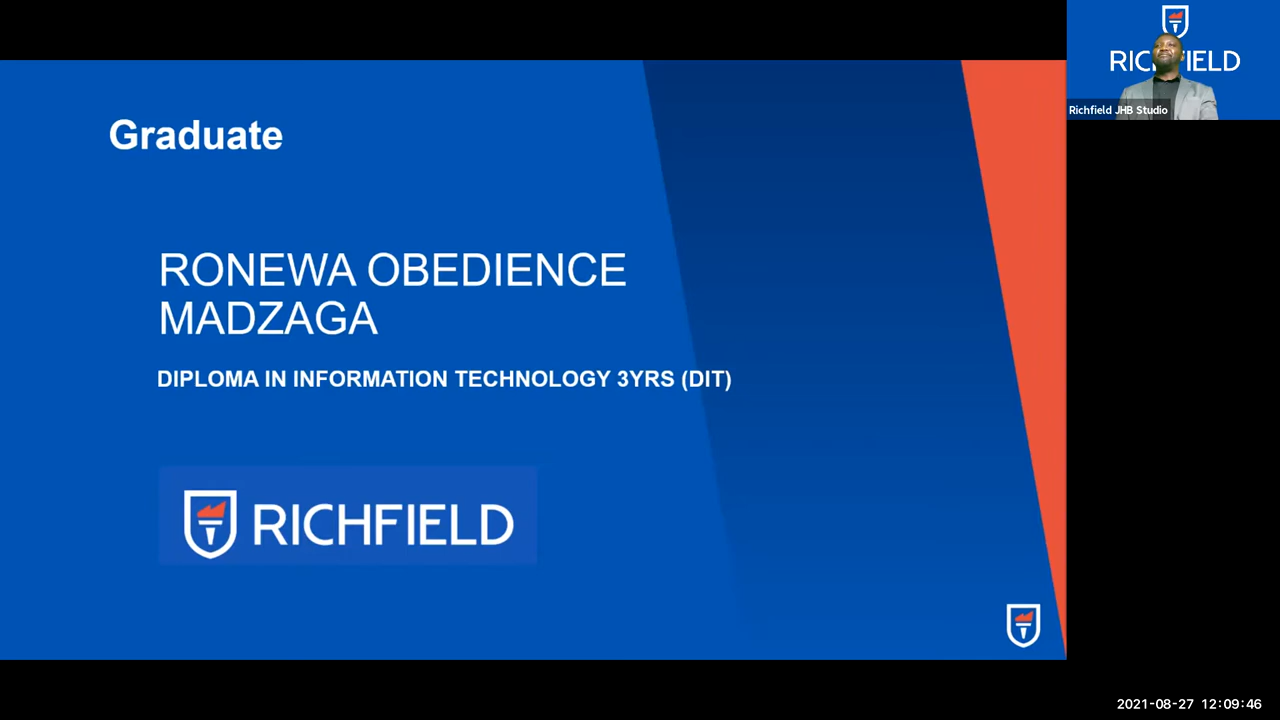 Graduate
RONEWA OBEDIENCE
MADZAGA
DIPLOMA IN INFORMATION TECHNOLOGY 3YRS (DIT)
RICHFIELD
Richfield JHB Studio
2021-08-27 12:09:46